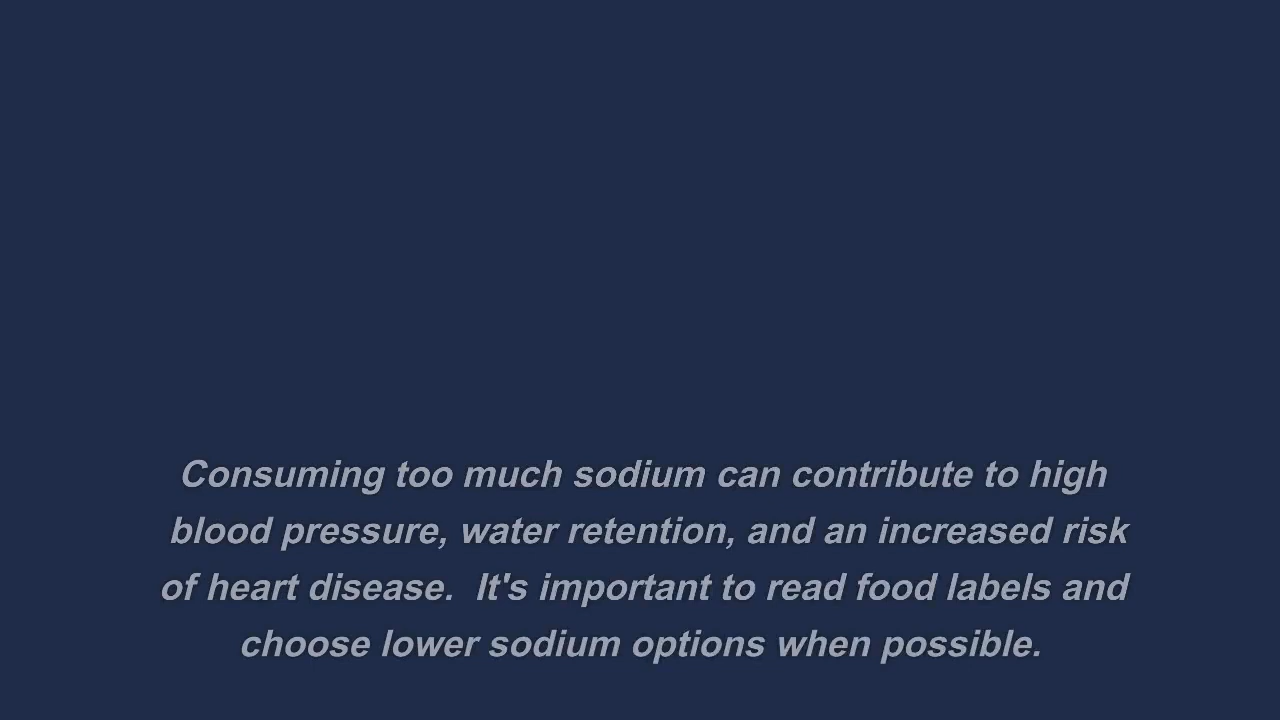 Consuming too much sodium can contribute to high
blood pressure, water retention, and an increased risk
of heart disease.  It's important to read food labels and
choose lower sodium options when possible.